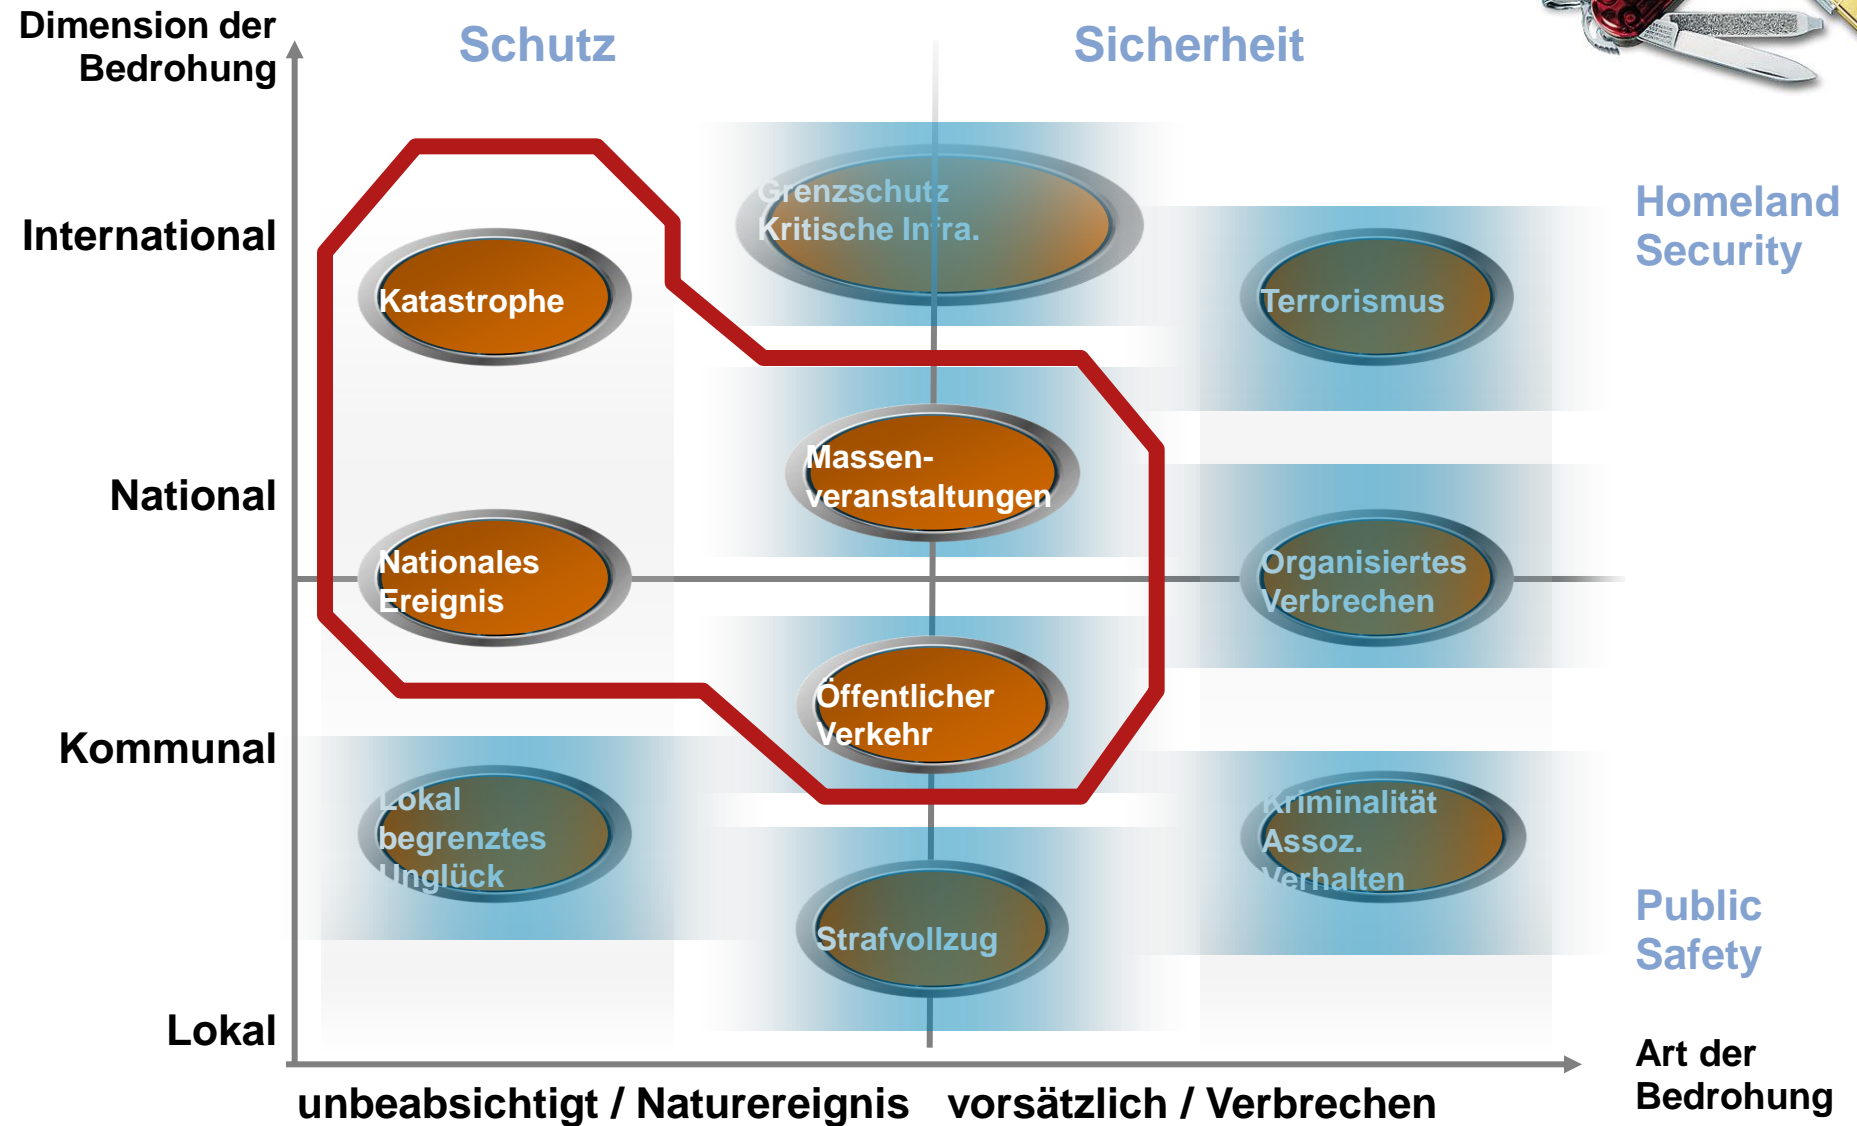 Dimension der
Bedrohung
Schutz
Sicherheit
Grenzschutz
Kritische Infra.
Homeland
Security
International
Katastrophe
Terrorismus
Massen-
veranstaltungen
National
Nationales
Ereignis
Organisiertes
Verbrechen
Öffentlicher
Verkehr
Kommunal
Lokal
begrenztes
Unglück
Kriminalität
Assoz.
Verhalten
Strafvollzug
Public
Safety
Lokal
Art der
Bedrohung
unbeabsichtigt / Naturereignis
vorsätzlich / Verbrechen